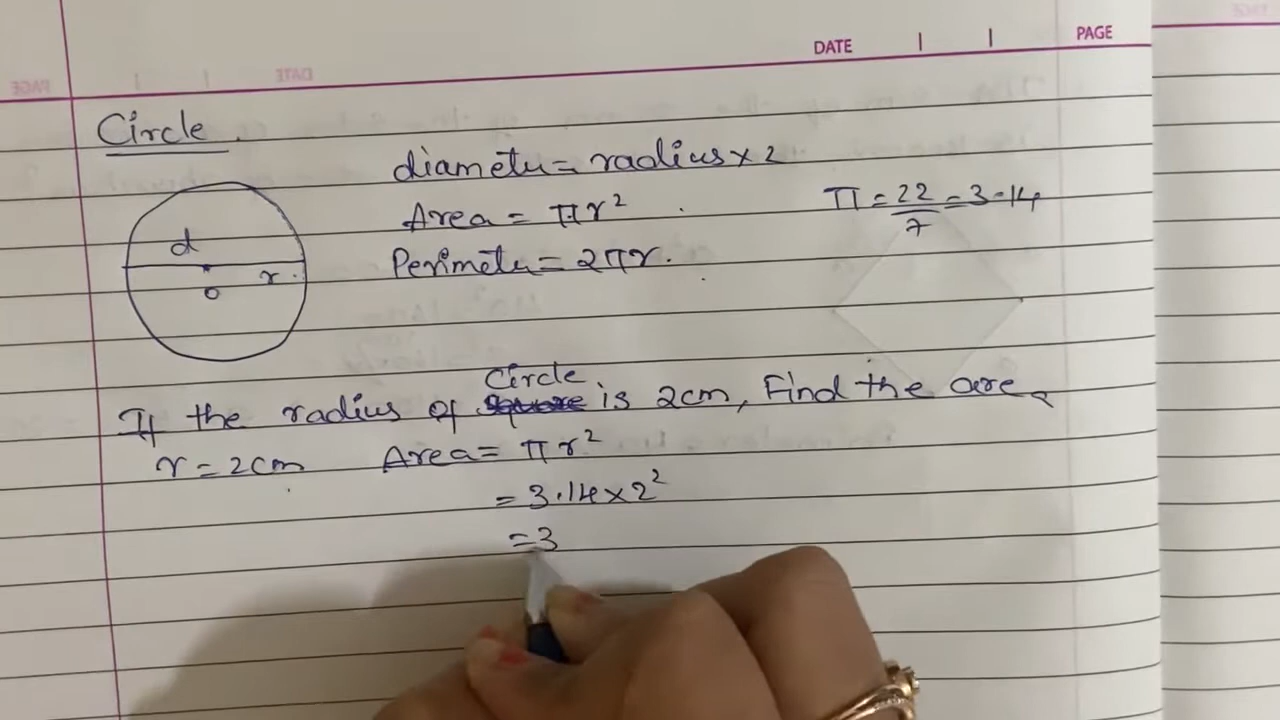 DATE PAGE
Circle.
diameter = radius × 2
Area = πr²
π = 22/7 = 3.14
Perimeter = 2πr.
d
r.
o
Circle
If the radius of square is 2cm, Find the area
r = 2cm Area = πr²
= 3.14 × 2²
= 3